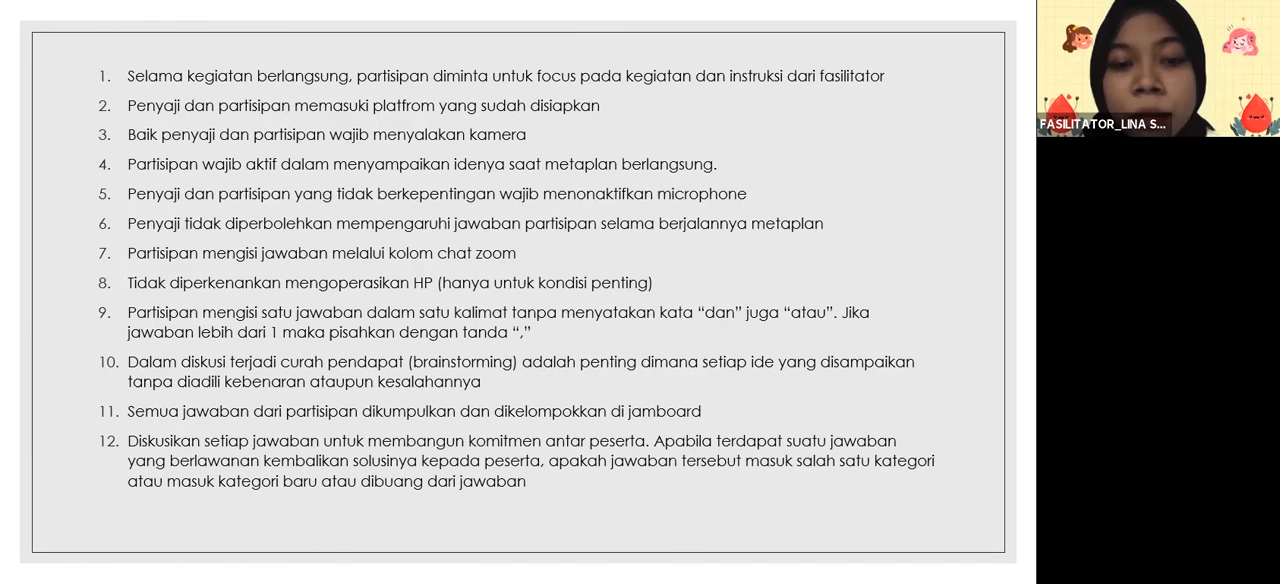 1. Selama kegiatan berlangsung, partisipan diminta untuk focus pada kegiatan dan instruksi dari fasilitator
2. Penyaji dan partisipan memasuki platfrom yang sudah disiapkan
3. Baik penyaji dan partisipan wajib menyalakan kamera
4. Partisipan wajib aktif dalam menyampaikan idenya saat metaplan berlangsung.
5. Penyaji dan partisipan yang tidak berkepentingan wajib menonaktifkan microphone
6. Penyaji tidak diperbolehkan mempengaruhi jawaban partisipan selama berjalannya metaplan
7. Partisipan mengisi jawaban melalui kolom chat zoom
8. Tidak diperkenankan mengoperasikan HP (hanya untuk kondisi penting)
9. Partisipan mengisi satu jawaban dalam satu kalimat tanpa menyatakan kata “dan” juga “atau”. Jika
jawaban lebih dari 1 maka pisahkan dengan tanda “,”
10. Dalam diskusi terjadi curah pendapat (brainstorming) adalah penting dimana setiap ide yang disampaikan
tanpa diadili kebenaran ataupun kesalahannya
11. Semua jawaban dari partisipan dikumpulkan dan dikelompokkan di jamboard
12. Diskusikan setiap jawaban untuk membangun komitmen antar peserta. Apabila terdapat suatu jawaban
yang berlawanan kembalikan solusinya kepada peserta, apakah jawaban tersebut masuk salah satu kategori
atau masuk kategori baru atau dibuang dari jawaban
FASILITATOR_LINA S...